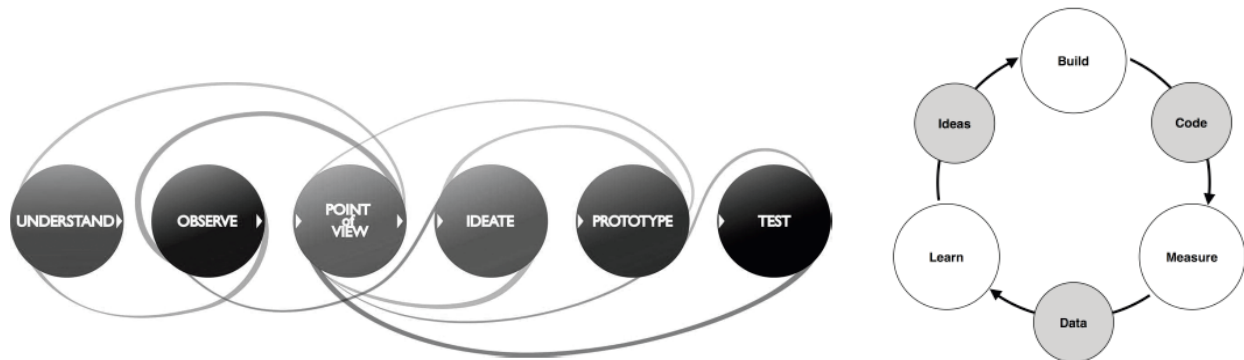 UNDERSTAND
OBSERVE
POINT
of
VIEW
IDEATE
PROTOTYPE
TEST
Build
Code
Measure
Data
Learn
Ideas